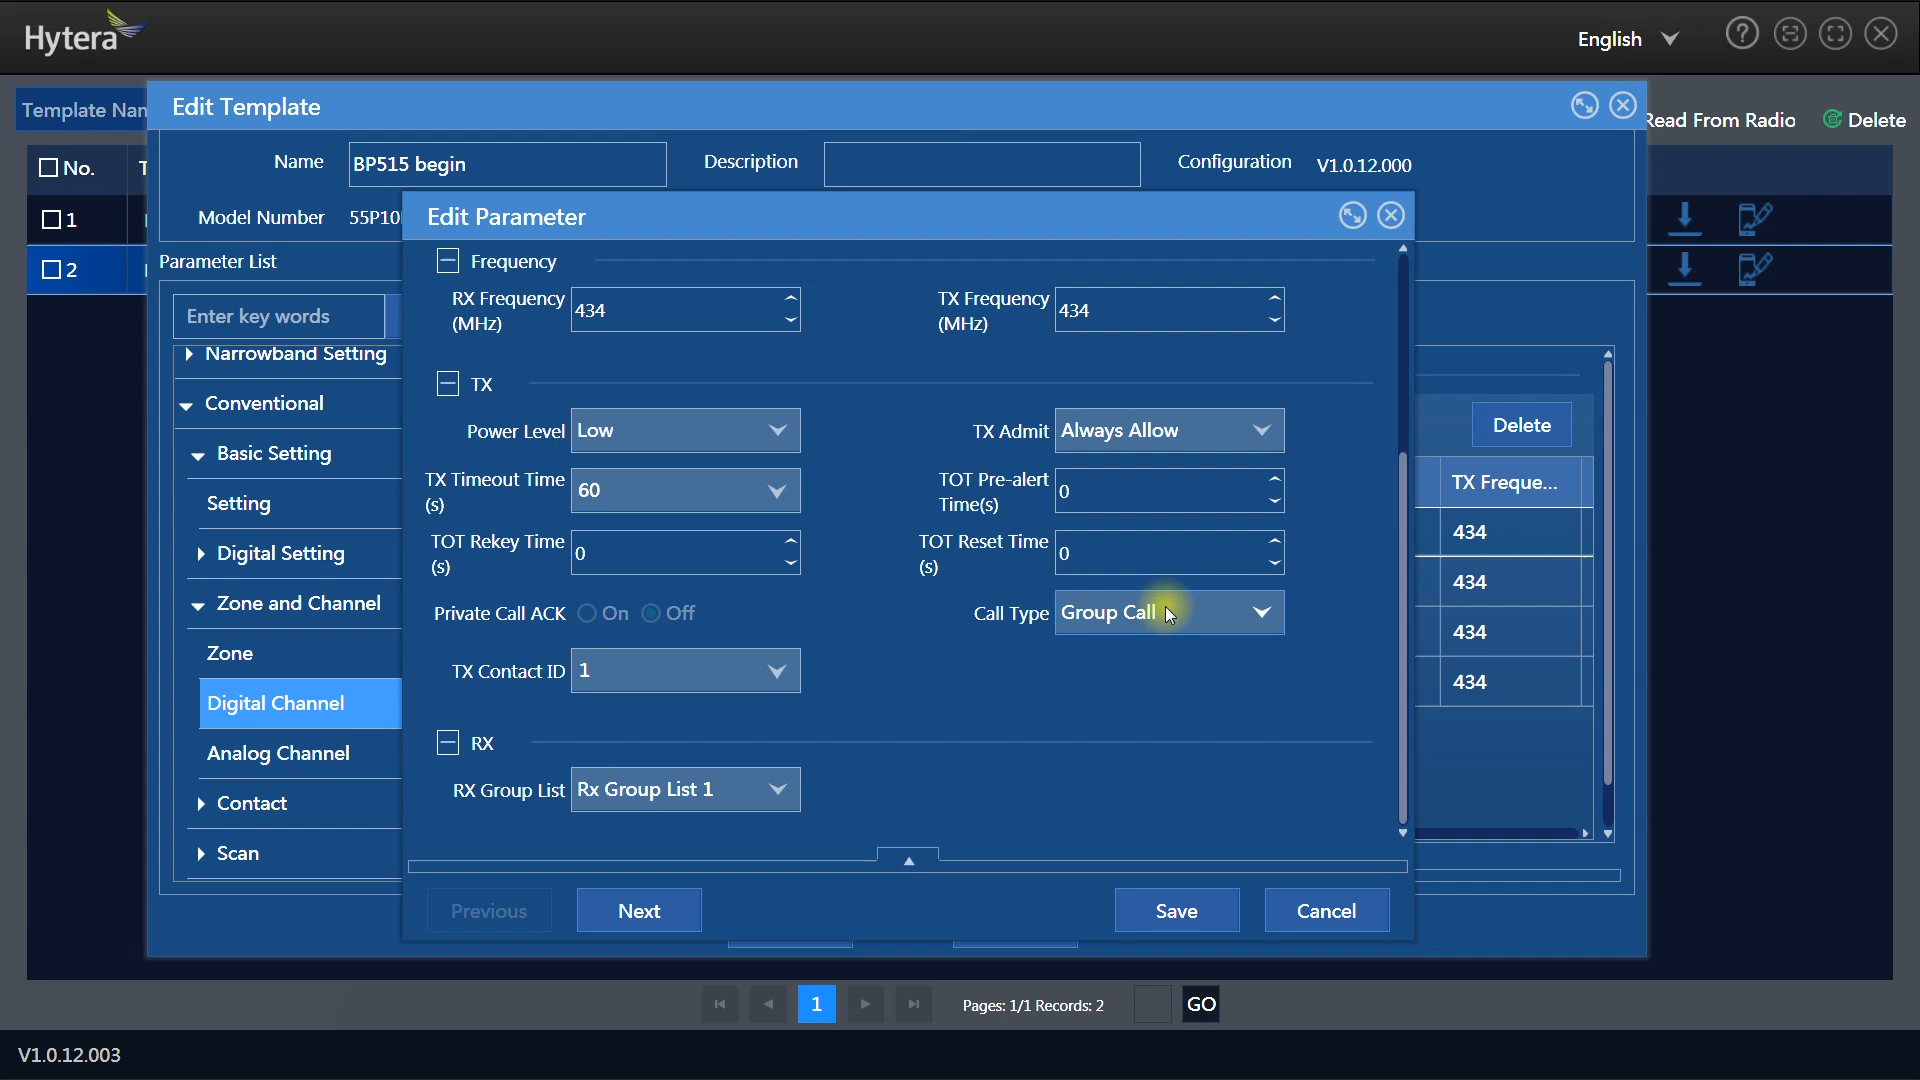 Hytera
English
Template Nan
Read From Radio
Delete
Edit Template
Name
BP515 begin
Description
Configuration
V1.0.12.000
Model Number
55P10
No.
1
2
Parameter List
Enter key words
Narrowband Setting
Conventional
Basic Setting
Setting
Digital Setting
Zone and Channel
Zone
Digital Channel
Analog Channel
Contact
Scan
Edit Parameter
Frequency
RX Frequency
(MHz)
434
TX Frequency
(MHz)
434
TX
Power Level
Low
TX Admit
Always Allow
TX Timeout Time
(s)
60
TOT Pre-alert
Time(s)
0
TOT Rekey Time
(s)
0
TOT Reset Time
(s)
0
Private Call ACK
On
Off
Call Type
Group Call
TX Contact ID
1
RX
RX Group List
Rx Group List 1
Previous
Next
Save
Cancel
Delete
TX Freque...
434
434
434
434
1
Pages: 1/1 Records: 2
GO
V1.0.12.003